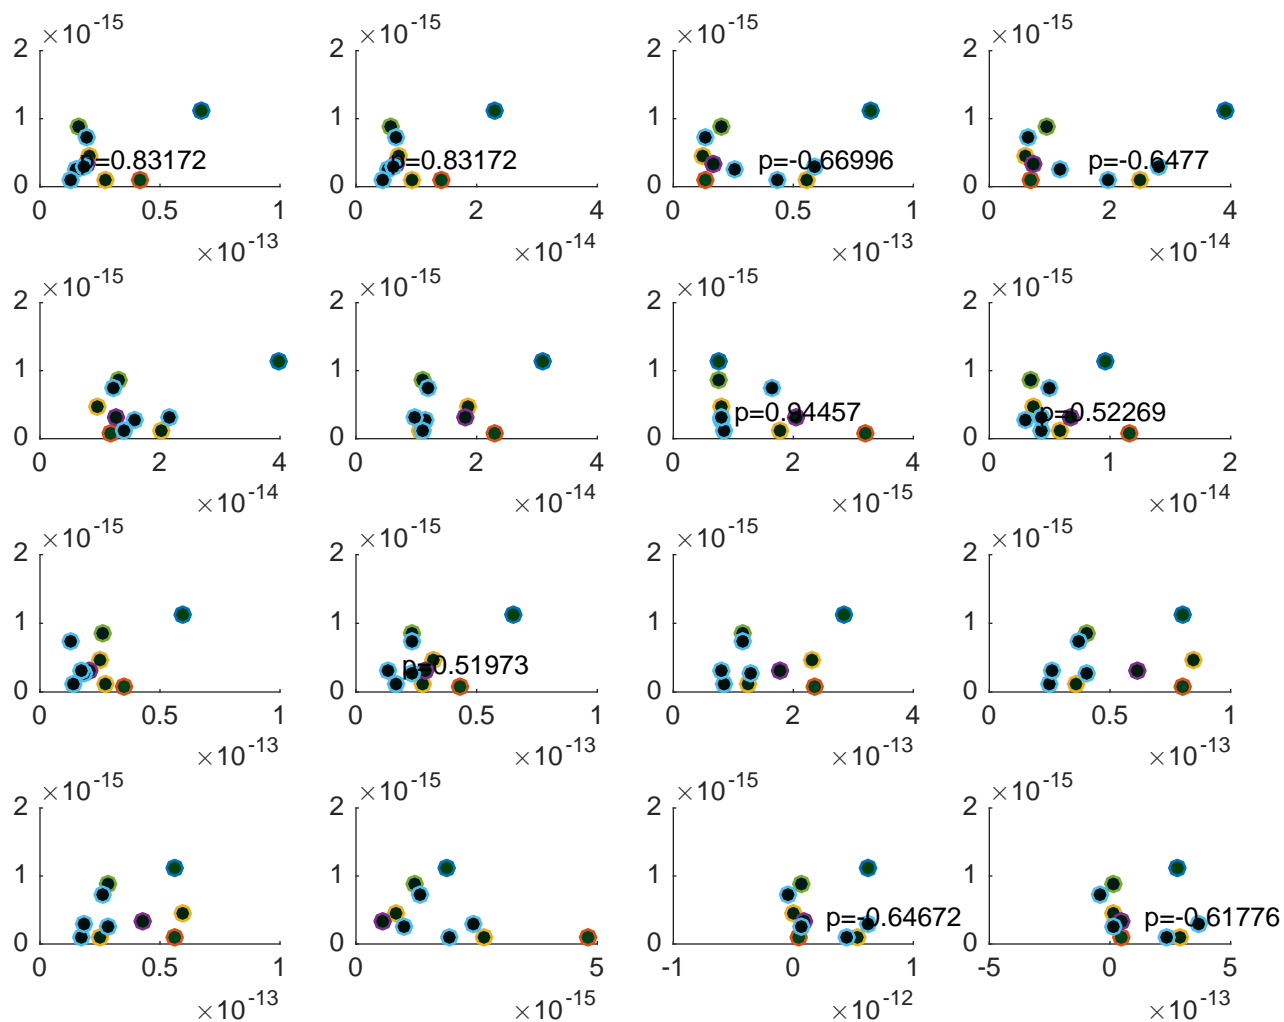 ×10-15 ×10-15 ×10-15 ×10-15
2 2 2 2
1 1 1 1
p=0.83172 p=0.83172 p=-0.66996 p=-0.6477
0 0 0 0
0 0.5 1 0 2 4 0 0.5 1 0 2 4
×10-13 ×10-14 ×10-13 ×10-14
×10-15 ×10-15 ×10-15 ×10-15
2 2 2 2
1 1 1 1
p=0.94457 p=0.52269
0 0 0 0
0 2 4 0 2 4 0 2 4 0 1 2
×10-14 ×10-14 ×10-15 ×10-14
×10-15 ×10-15 ×10-15 ×10-15
2 2 2 2
1 1 1 1
p=0.51973
0 0 0 0
0 0.5 1 0 0.5 1 0 2 4 0 0.5 1
×10-13 ×10-13 ×10-13 ×10-13
×10-15 ×10-15 ×10-15 ×10-15
2 2 2 2
1 1 1 1
p=-0.64672 p=-0.61776
0 0 0 0
0 0.5 1 0 5 -1 0 1 -5 0 5
×10-13 ×10-15 ×10-12 ×10-13